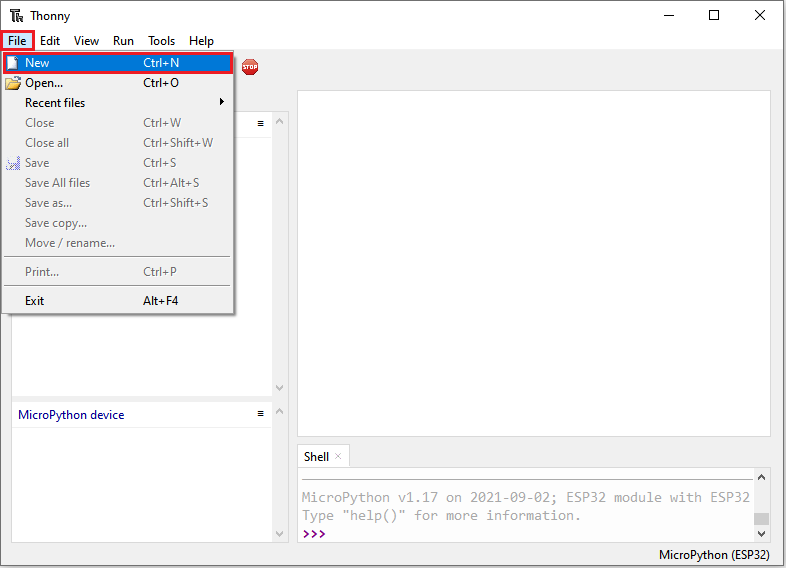 Thonny
File Edit View Run Tools Help
New Ctrl+N
STOP
Open... Ctrl+O
Recent files
Close Ctrl+W
Close all Ctrl+Shift+W
Save Ctrl+S
Save All files Ctrl+Alt+S
Save as... Ctrl+Shift+S
Save copy...
Move / rename...
Print... Ctrl+P
Exit Alt+F4
MicroPython device
Shell
MicroPython v1.17 on 2021-09-02; ESP32 module with ESP32
Type "help()" for more information.
>>>
MicroPython (ESP32)